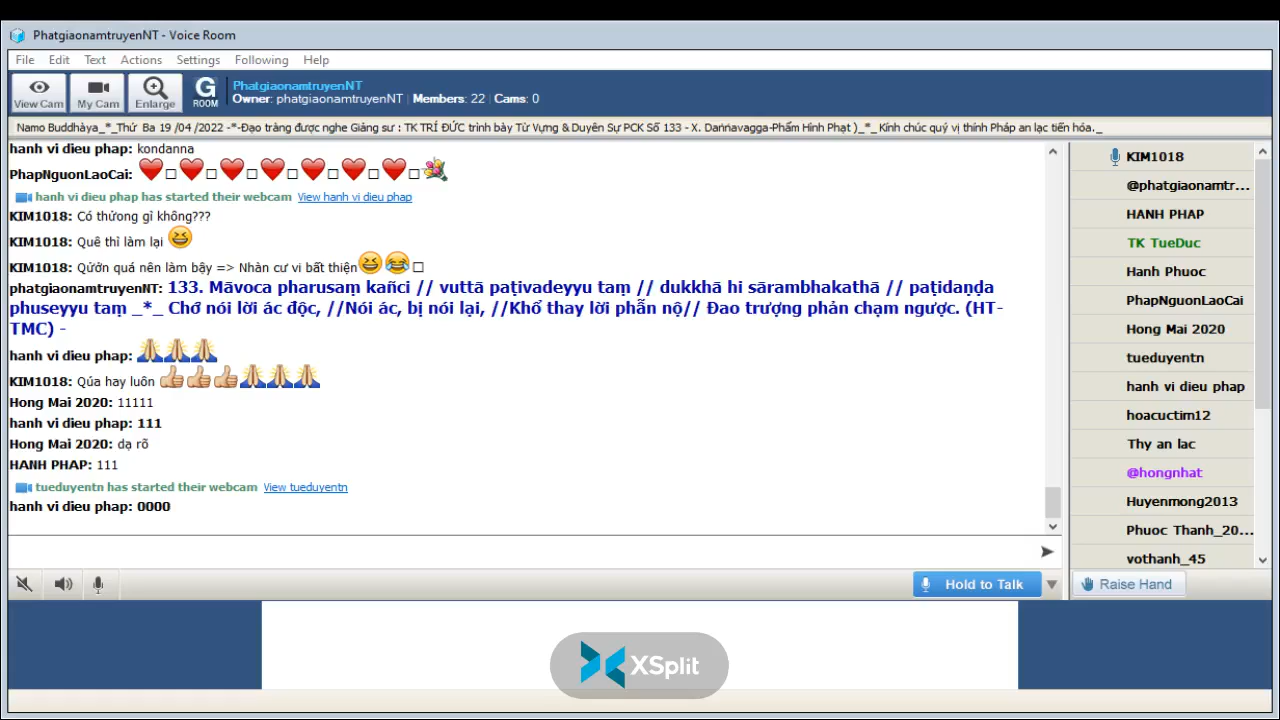 PhatgiaonamtruyenNT - Voice Room
File Edit Text Actions Settings Following Help
View Cam My Cam Enlarge G ROOM
PhatgiaonamtruyenNT
Owner: phatgiaonamtruyenNT | Members: 22 | Cams: 0
Namo Buddhàya_*_Thứ Ba 19 /04 /2022 -*-Đạo tràng được nghe Giảng sư : TK TRÍ ĐỨC trình bày Từ Vựng & Duyên Sự PCK Số 133 - X. Daṅṅavagga-Phẩm Hình Phạt )_*_ Kính chúc quý vị thính Pháp an lạc tiến hóa._
hanh vi dieu phap: kondanna
PhapNguonLaoCai:
hanh vi dieu phap has started their webcam View hanh vi dieu phap
KIM1018: Có thửơng gỉ không???
KIM1018: Quê thì làm lại
KIM1018: Qửởn quá nên làm bậy => Nhàn cư vi bất thiện
phatgiaonamtruyenNT: 133. Māvoca pharusaṃ kañci // vuttā paṭivadeyyu taṃ // dukkhā hi sārambhakathā // paṭidaṇḍa
phuseyyu taṃ _*_ Chớ nói lời ác độc, //Nói ác, bị nói lại, //Khổ thay lời phẫn nộ// Đao trượng phản chạm ngược. (HT-
TMC) -
hanh vi dieu phap:
KIM1018: Qúa hay luôn
Hong Mai 2020: 11111
hanh vi dieu phap: 111
Hong Mai 2020: dạ rõ
HANH PHAP: 111
tueduyentn has started their webcam View tueduyentn
hanh vi dieu phap: 0000
KIM1018
@phatgiaonamtr...
HANH PHAP
TK TueDuc
Hanh Phuoc
PhapNguonLaoCai
Hong Mai 2020
tueduyentn
hanh vi dieu phap
hoacuctim12
Thy an lac
@hongnhat
Huyenmong2013
Phuoc Thanh_20...
vothanh_45
Hold to Talk
Raise Hand
XSplit